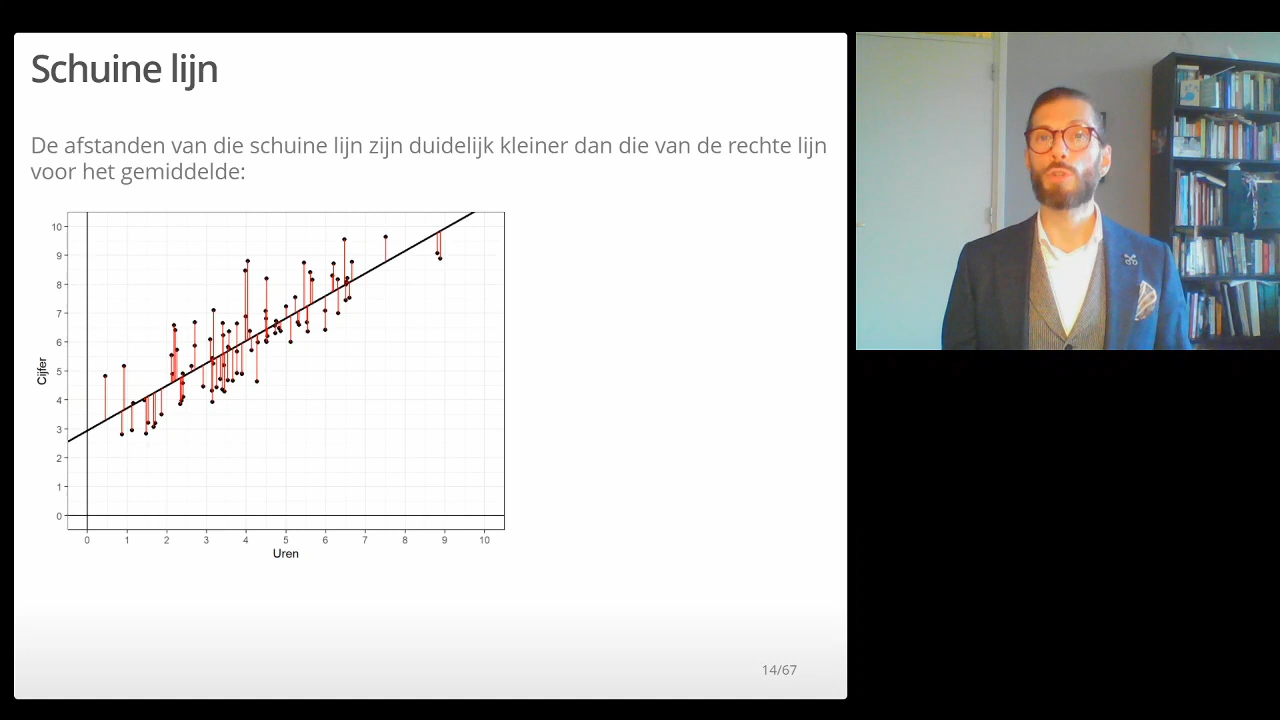 Schuine lijn
De afstanden van die schuine lijn zijn duidelijk kleiner dan die van de rechte lijn
voor het gemiddelde:
10
9
8
7
6
5
4
3
2
1
0
Cijfer
0 1 2 3 4 5 6 7 8 9 10
Uren
14/67